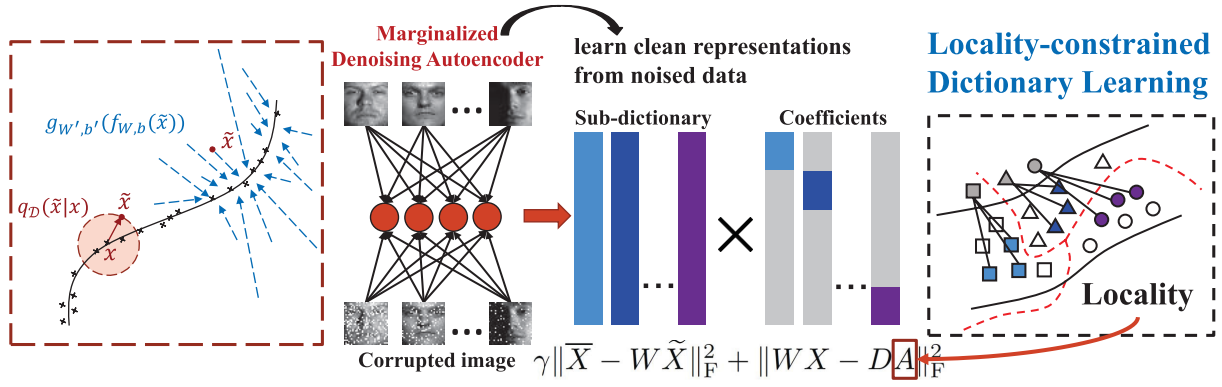 g_{W',b'}(f_{W,b}(x̃))
x̃
q_𝒟(x̃|x)
x̃
x
Marginalized
Denoising Autoencoder
...
...
Corrupted image
learn clean representations
from noised data
Sub-dictionary
Coefficients
×
...
...
γ‖X̅ − WX̃‖²_F + ‖WX − DA‖²_F
Locality-constrained
Dictionary Learning
Locality